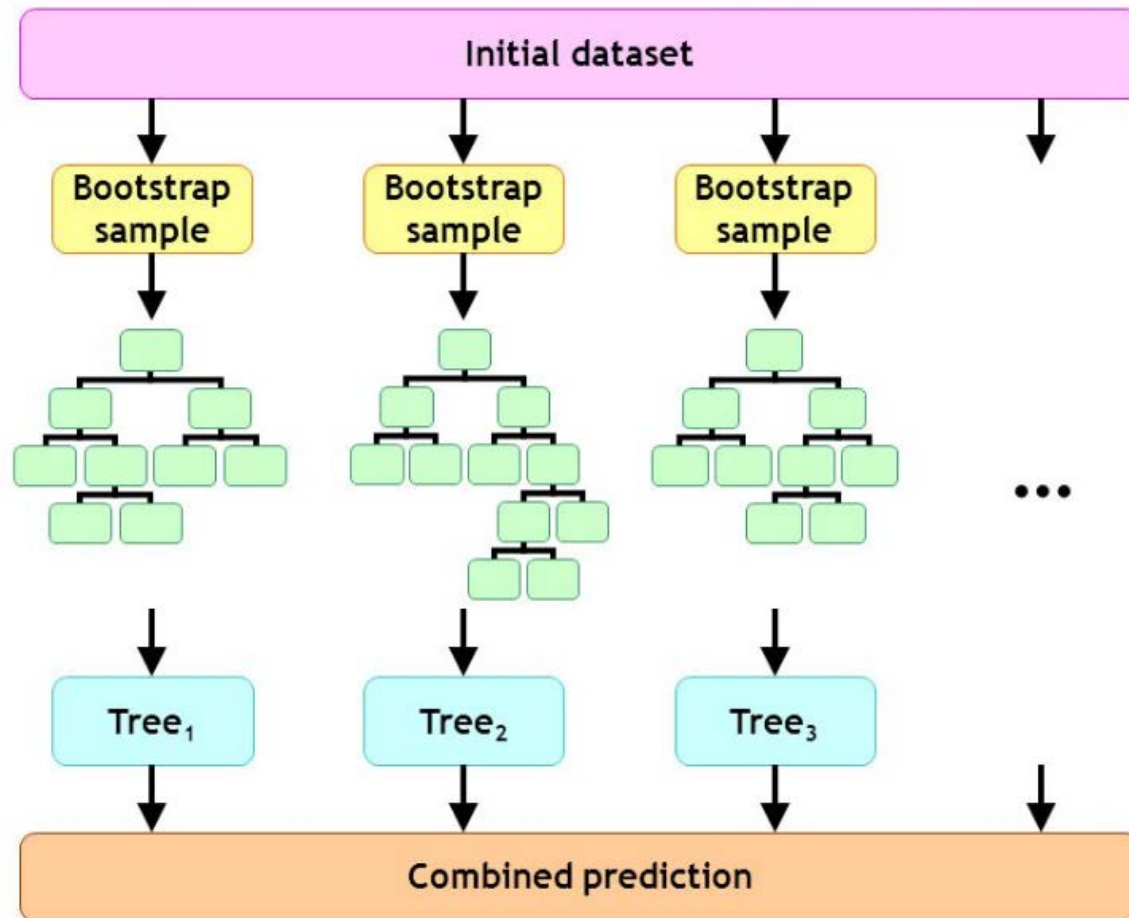 Initial dataset
Bootstrap
sample
Bootstrap
sample
Bootstrap
sample
...
Tree₁
Tree₂
Tree₃
Combined prediction